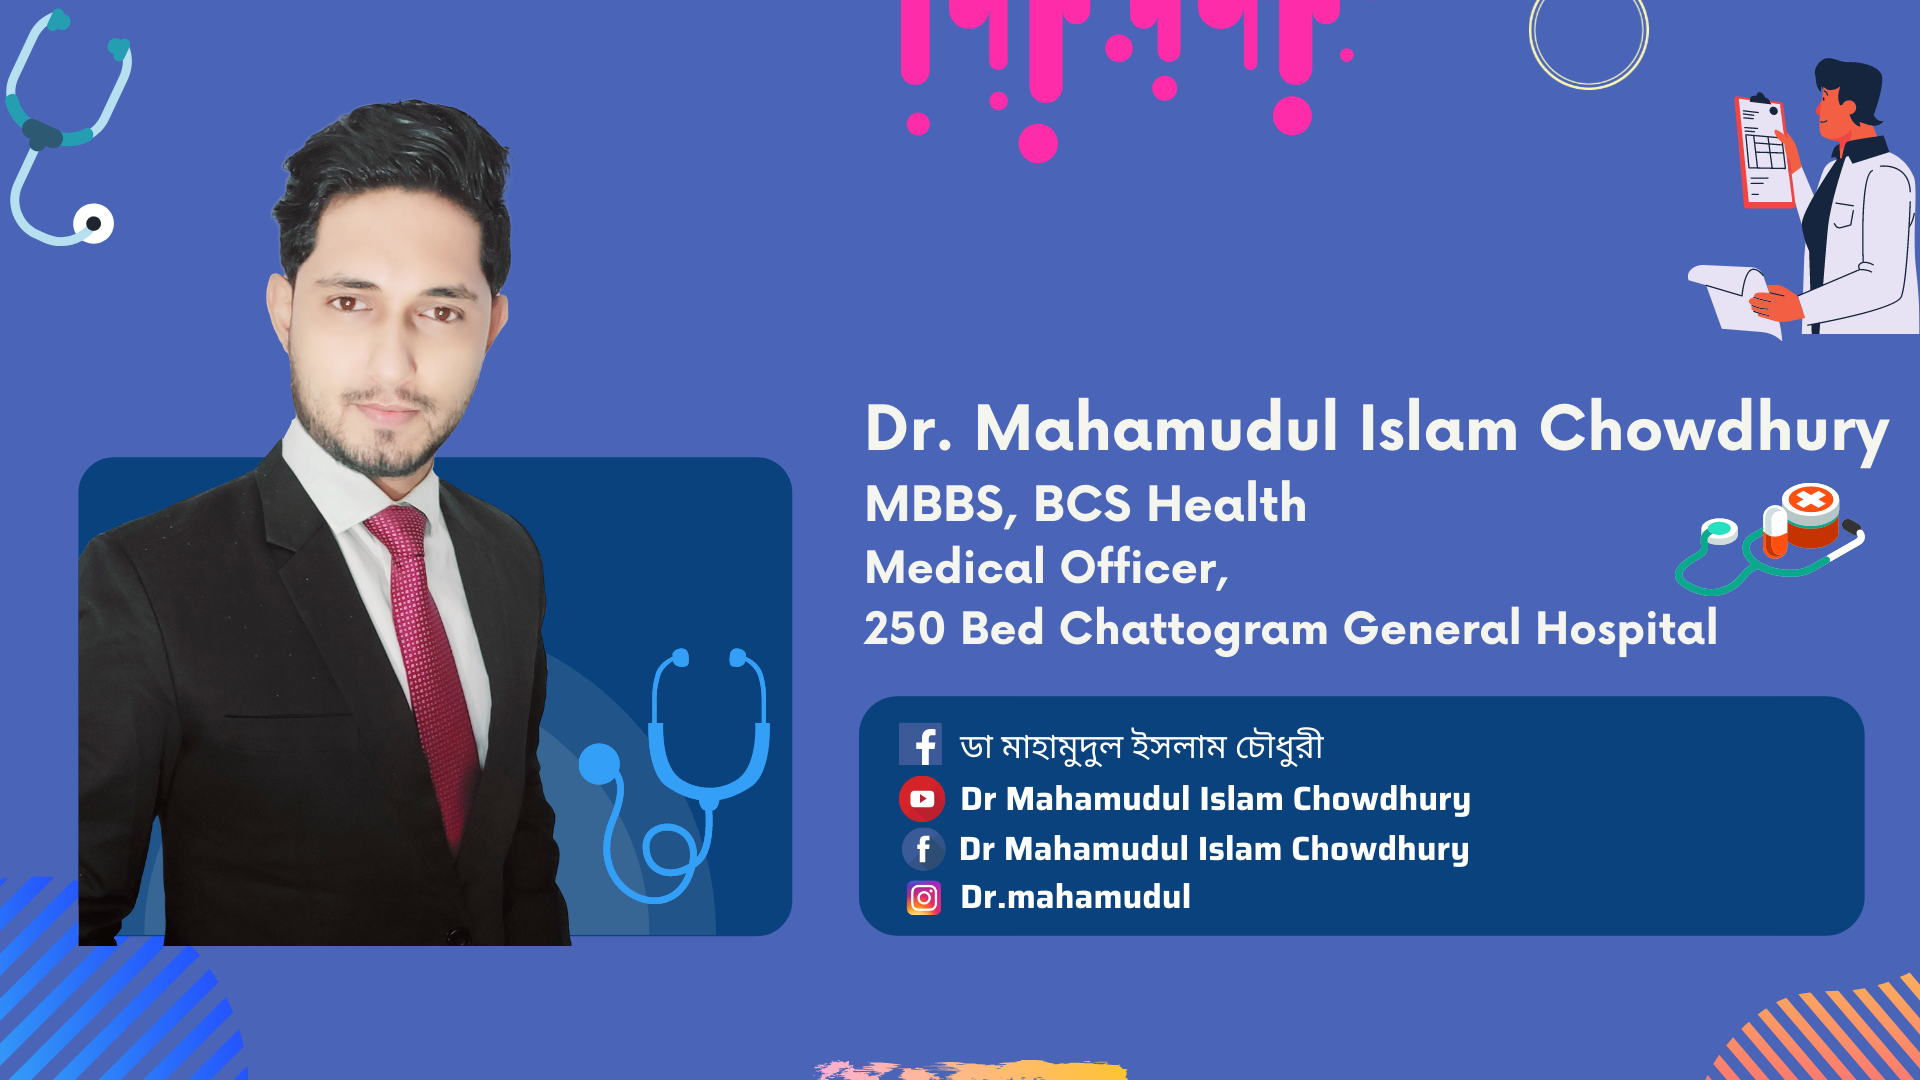 Dr. Mahamudul Islam Chowdhury
MBBS, BCS Health
Medical Officer,
250 Bed Chattogram General Hospital
ডা মাহামুদুল ইসলাম চৌধুরী
Dr Mahamudul Islam Chowdhury
Dr Mahamudul Islam Chowdhury
Dr.mahamudul